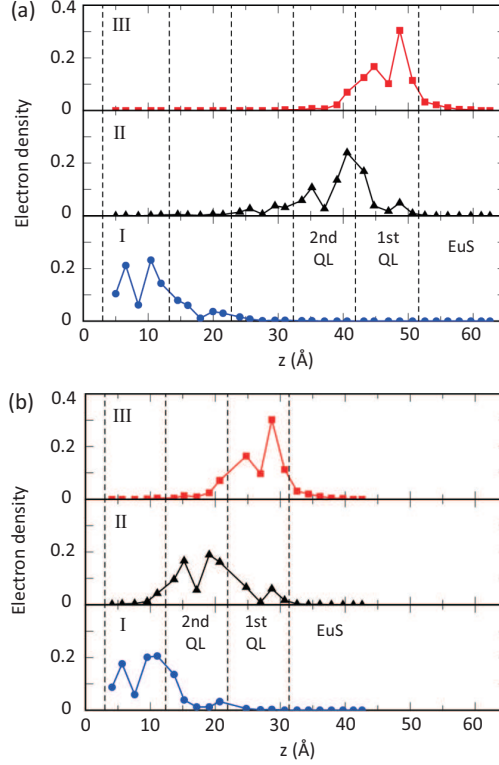 (a)
0.4
III
0.2
0
II
0.2
0
Electron density
I
2nd QL
1st QL
EuS
0.2
0
0 10 20 30 40 50 60
z (Å)
(b)
0.4
III
0.2
0
II
0.2
0
Electron density
I
2nd QL
1st QL
EuS
0.2
0
0 10 20 30 40 50 60
z (Å)